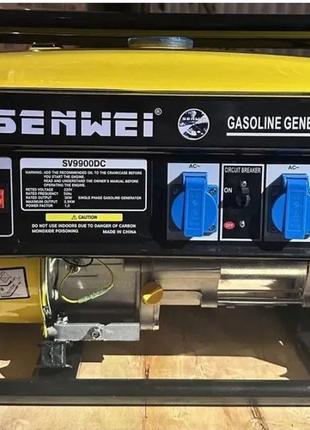 SENWEI ®
GASOLINE GENE
SV9900DC
WARNING: ADD THE RECOMMENDED OIL TO THE CRANKCASE BEFORE
YOU START THE ENGINE.
READ AND UNDERSTAND THE OWNER'S MANUAL BEFORE
OPERATING THE ENGINE.
RATED VOLTAGE 220V
RATED FREQUENCY 50Hz
RATED OUTPUT SINGLE PHASE GASOLINE GENERATOR
MAXIMUM OUTPUT
POWER FACTOR
CAUTION
DO NOT USE INDOORS DUE TO DANGER OF CARBON
MONOXIDE POISONING MADE IN CHINA
AC~
CIRCUIT BREAKER
ON
OFF
AC~